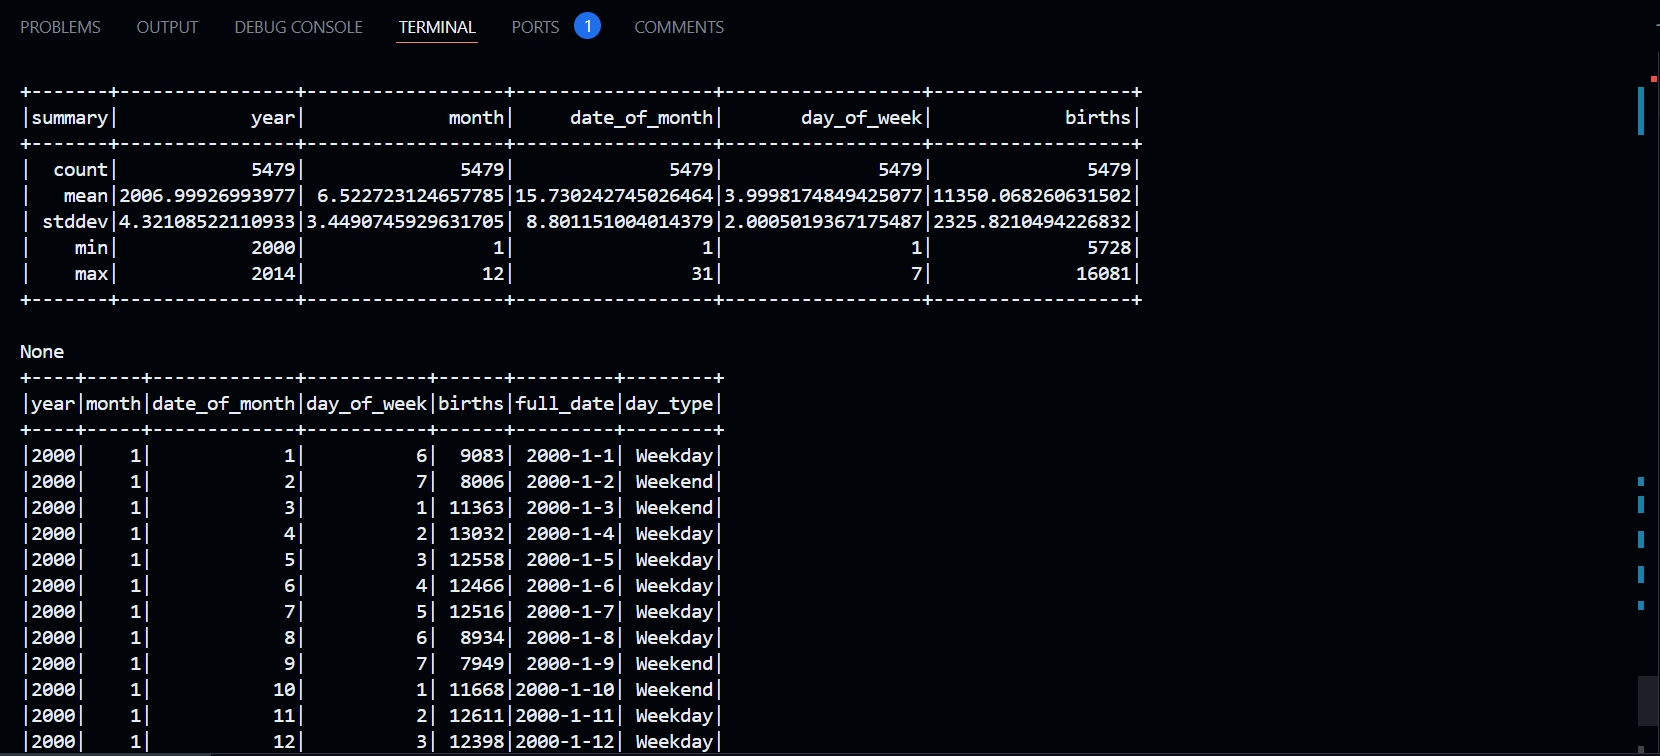 PROBLEMS OUTPUT DEBUG CONSOLE TERMINAL PORTS 1 COMMENTS
+-------+----------------+------------------+------------------+------------------+------------------+
|summary|            year|             month|     date_of_month|       day_of_week|            births|
+-------+----------------+------------------+------------------+------------------+------------------+
|  count|            5479|              5479|              5479|              5479|              5479|
|   mean|2006.99926993977| 6.522723124657785|15.730242745026464|3.9998174849425077|11350.068260631502|
| stddev|4.32108522110933|3.4490745929631705| 8.801151004014379|2.0005019367175487|2325.8210494226832|
|    min|            2000|                 1|                 1|                 1|              5728|
|    max|            2014|                12|                31|                 7|             16081|
+-------+----------------+------------------+------------------+------------------+------------------+
None
+----+-----+-------------+-----------+------+---------+--------+
|year|month|date_of_month|day_of_week|births|full_date|day_type|
+----+-----+-------------+-----------+------+---------+--------+
|2000|    1|            1|          6|  9083| 2000-1-1| Weekday|
|2000|    1|            2|          7|  8006| 2000-1-2| Weekend|
|2000|    1|            3|          1| 11363| 2000-1-3| Weekend|
|2000|    1|            4|          2| 13032| 2000-1-4| Weekday|
|2000|    1|            5|          3| 12558| 2000-1-5| Weekday|
|2000|    1|            6|          4| 12466| 2000-1-6| Weekday|
|2000|    1|            7|          5| 12516| 2000-1-7| Weekday|
|2000|    1|            8|          6|  8934| 2000-1-8| Weekday|
|2000|    1|            9|          7|  7949| 2000-1-9| Weekend|
|2000|    1|           10|          1| 11668|2000-1-10| Weekend|
|2000|    1|           11|          2| 12611|2000-1-11| Weekday|
|2000|    1|           12|          3| 12398|2000-1-12| Weekday|